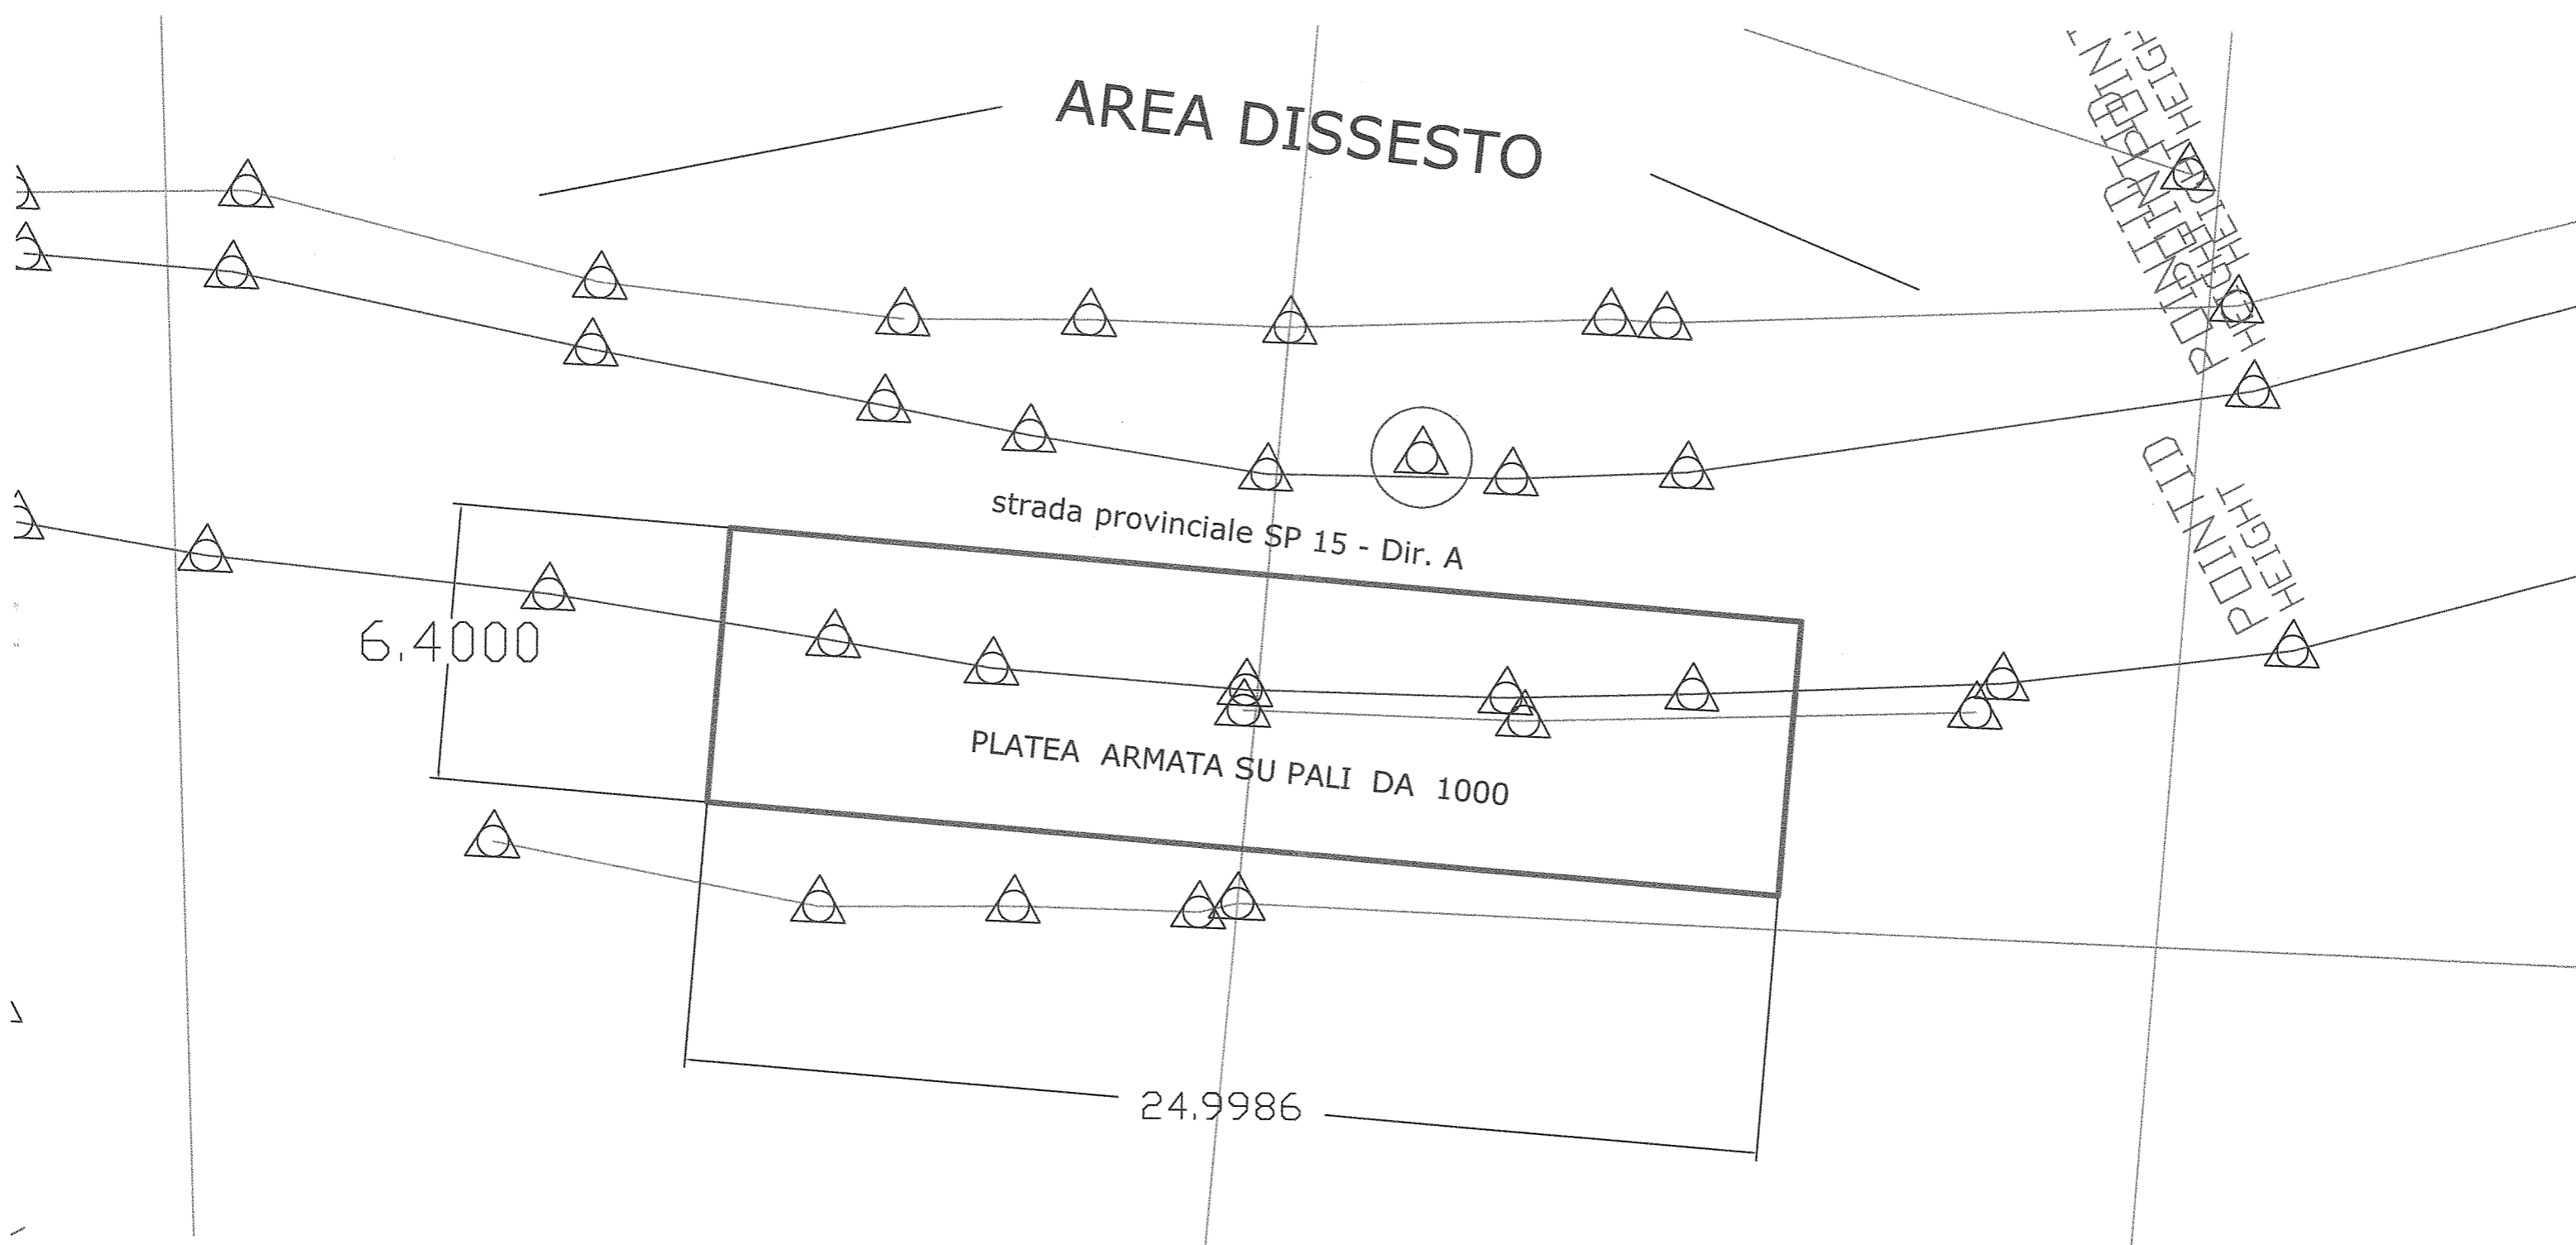 AREA DISSESTO
strada provinciale SP 15 - Dir. A
POINTID
HEIGHT
6.4000
PLATEA ARMATA SU PALI DA 1000
24.9986